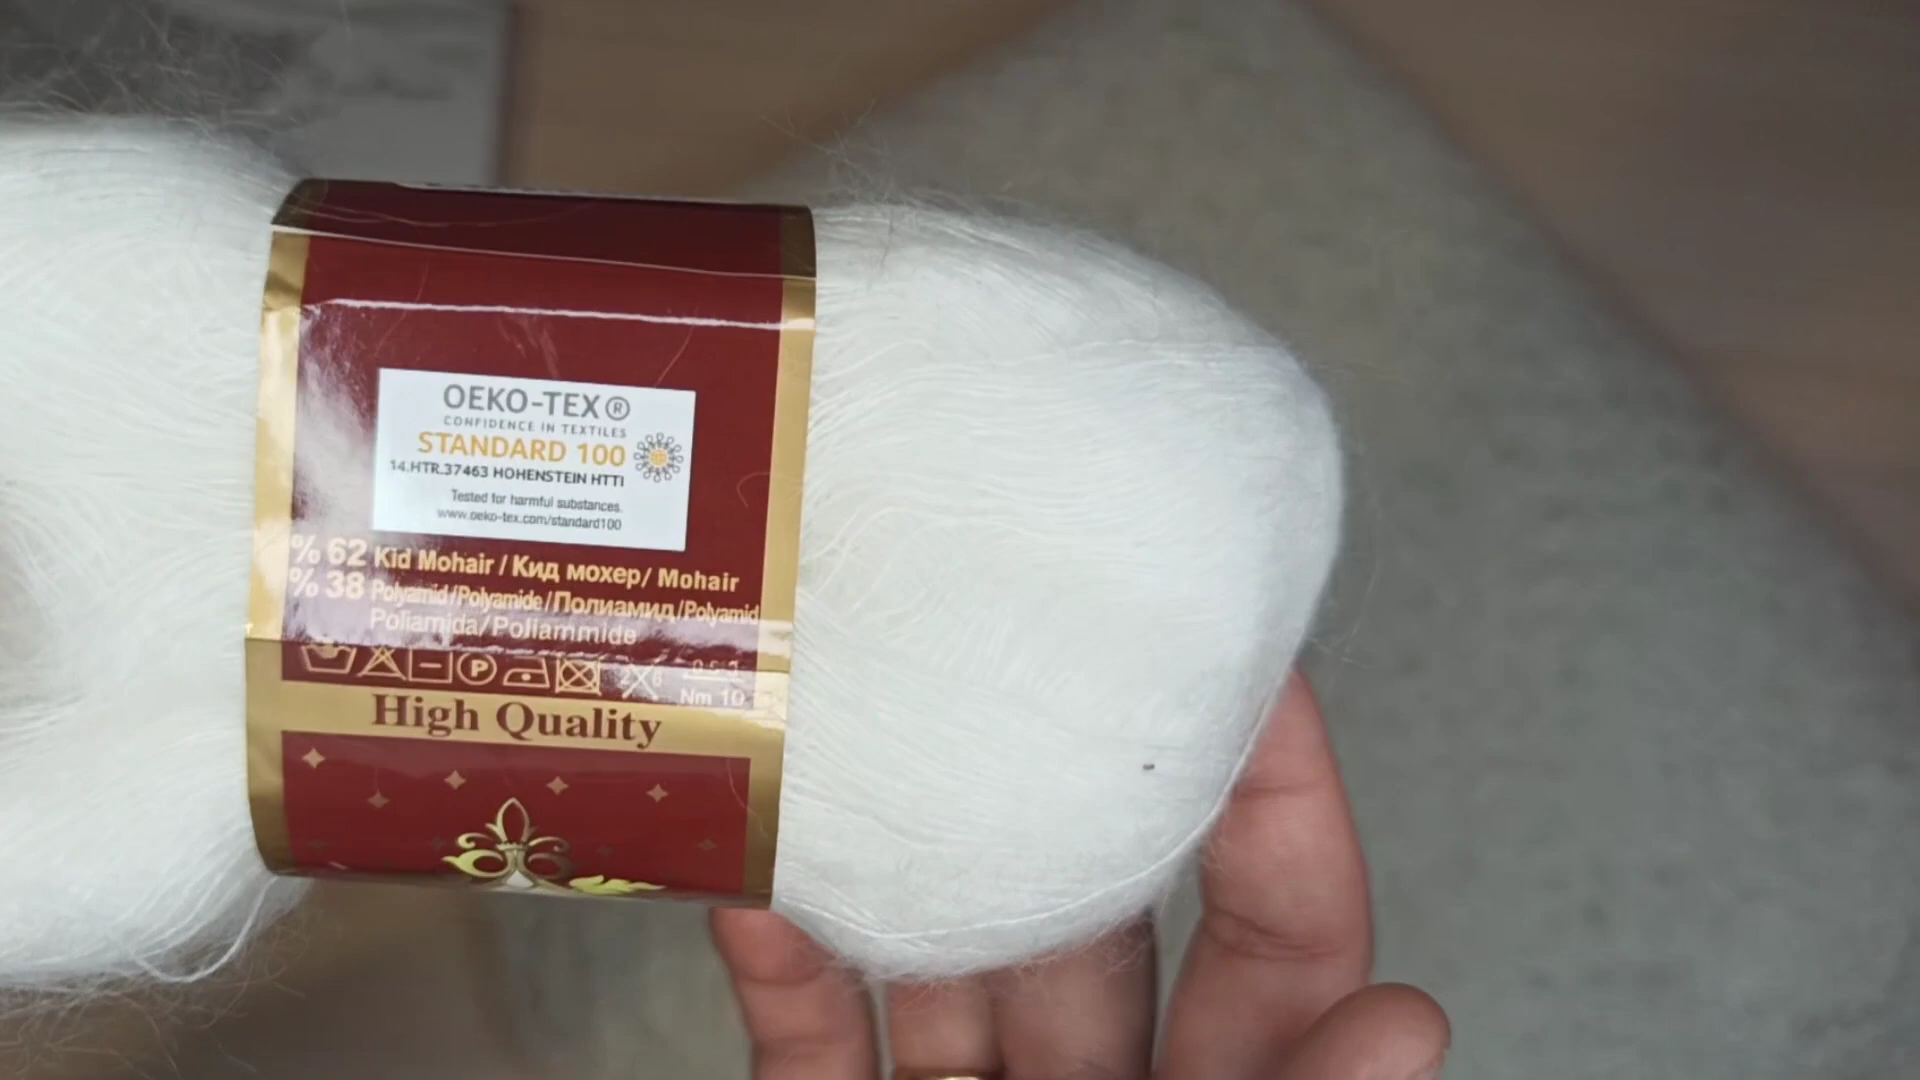 OEKO-TEX®
CONFIDENCE IN TEXTILES
STANDARD 100
14.HTR.37463 HOHENSTEIN HTTI
Tested for harmful substances.
www.oeko-tex.com/standard100
% 62 Kid Mohair / Кид мохер/ Mohair
% 38 Polyamid/Polyamide/Полиамид/Polyamid
Poliamida/Poliammide
P
Nm 10
High Quality